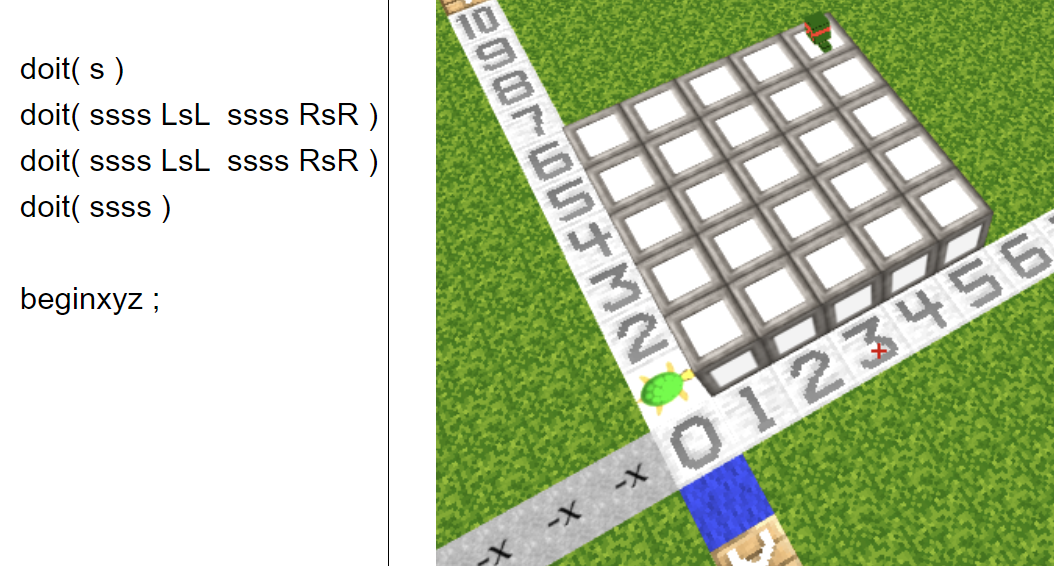 doit( s )
doit( ssss LsL  ssss RsR )
doit( ssss LsL  ssss RsR )
doit( ssss )
beginxyz ;
10
9
8
7
6
5
4
3
2
0 1 2 3 4 5 6
-x -x -x